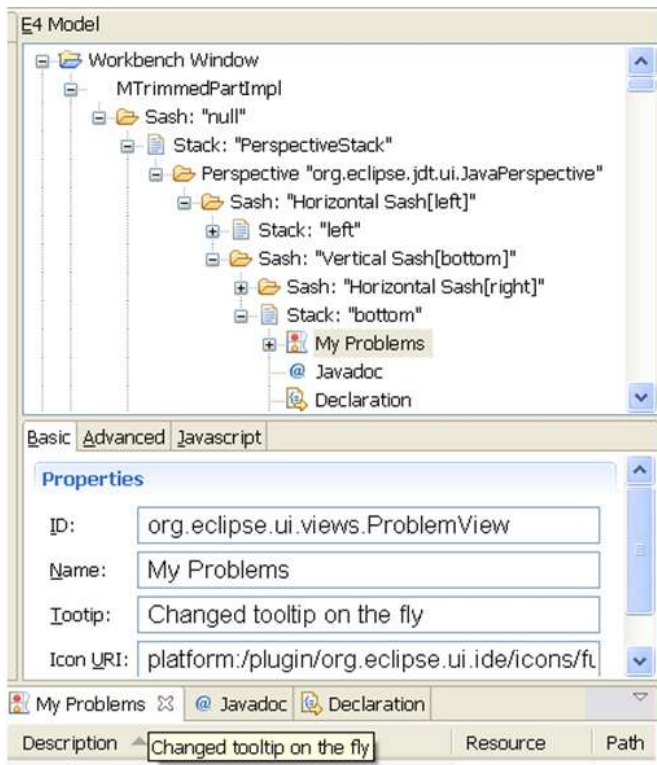 E4 Model
Workbench Window
MTrimmedPartImpl
Sash: "null"
Stack: "PerspectiveStack"
Perspective "org.eclipse.jdt.ui.JavaPerspective"
Sash: "Horizontal Sash[left]"
Stack: "left"
Sash: "Vertical Sash[bottom]"
Sash: "Horizontal Sash[right]"
Stack: "bottom"
My Problems
@ Javadoc
Declaration
Basic Advanced Javascript
Properties
ID: org.eclipse.ui.views.ProblemView
Name: My Problems
Tootip: Changed tooltip on the fly
Icon URI: platform:/plugin/org.eclipse.ui.ide/icons/fu
My Problems @ Javadoc Declaration
Description Changed tooltip on the fly Resource Path